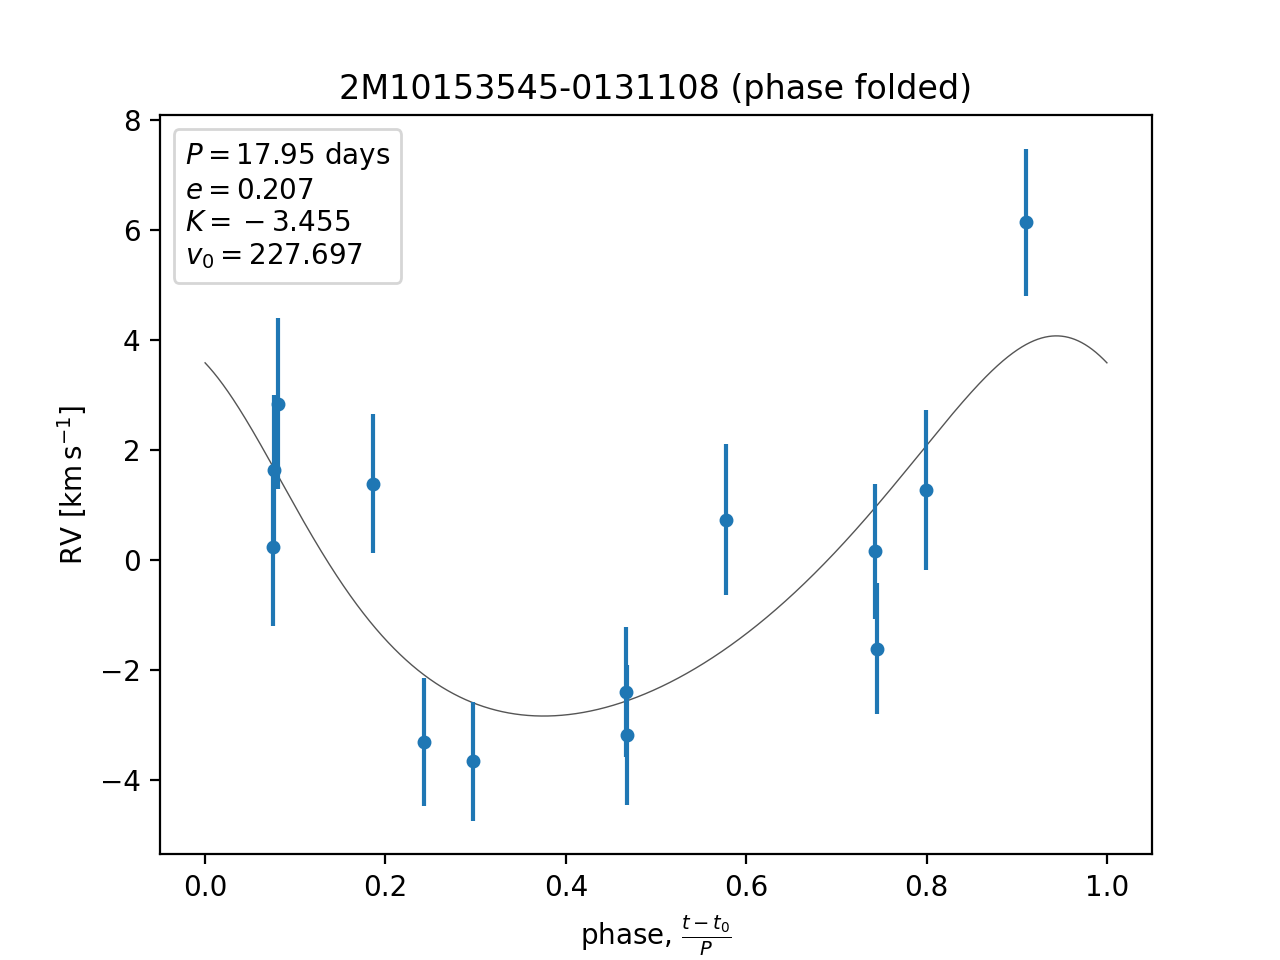 2M10153545-0131108 (phase folded)
P = 17.95 days
e = 0.207
K = −3.455
v₀ = 227.697
RV [km s⁻¹]
8
6
4
2
0
−2
−4
0.0 0.2 0.4 0.6 0.8 1.0
phase, (t − t₀)/P